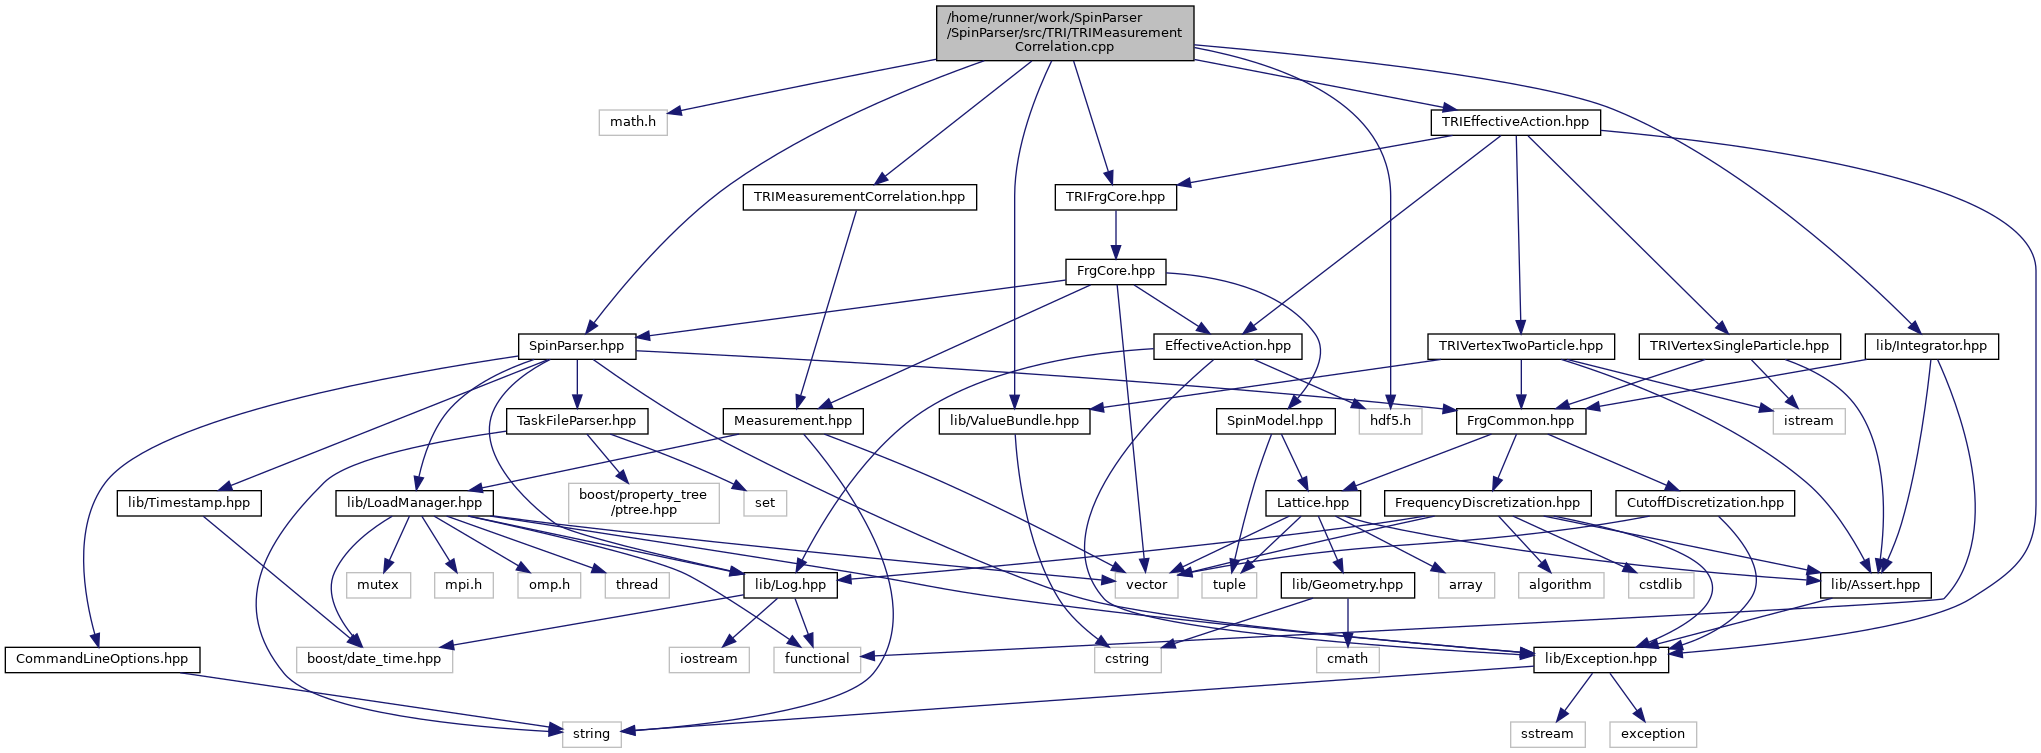 /home/runner/work/SpinParser
/SpinParser/src/TRI/TRIMeasurement
Correlation.cpp
math.h
TRIEffectiveAction.hpp
TRIMeasurementCorrelation.hpp
TRIFrgCore.hpp
FrgCore.hpp
SpinParser.hpp
EffectiveAction.hpp
TRIVertexTwoParticle.hpp
TRIVertexSingleParticle.hpp
lib/Integrator.hpp
TaskFileParser.hpp
Measurement.hpp
lib/ValueBundle.hpp
SpinModel.hpp
hdf5.h
FrgCommon.hpp
istream
lib/Timestamp.hpp
lib/LoadManager.hpp
boost/property_tree
/ptree.hpp
set
Lattice.hpp
FrequencyDiscretization.hpp
CutoffDiscretization.hpp
mutex
mpi.h
omp.h
thread
lib/Log.hpp
vector
tuple
lib/Geometry.hpp
array
algorithm
cstdlib
lib/Assert.hpp
CommandLineOptions.hpp
boost/date_time.hpp
iostream
functional
cstring
cmath
lib/Exception.hpp
string
sstream
exception